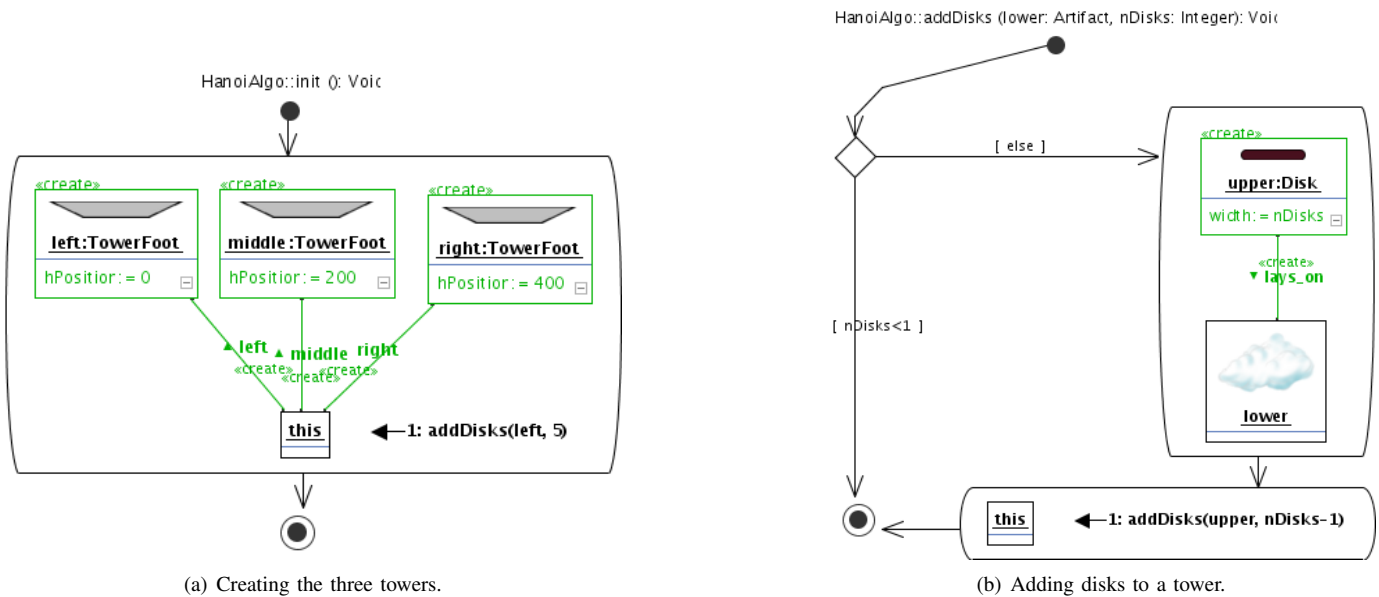 HanoiAlgo::init (): Voic
«create»
left:TowerFoot
hPositior:= 0
«create»
middle:TowerFoot
hPositior:= 200
«create»
right:TowerFoot
hPositior:= 400
▲ left
«create»
▲ middle
«create»
right
«create»
this
1: addDisks(left, 5)
(a) Creating the three towers.
HanoiAlgo::addDisks (lower: Artifact, nDisks: Integer): Voic
[ else ]
[ nDisks<1 ]
«create»
upper:Disk
width:= nDisks
«create»
▼ lays_on
lower
this
1: addDisks(upper, nDisks-1)
(b) Adding disks to a tower.